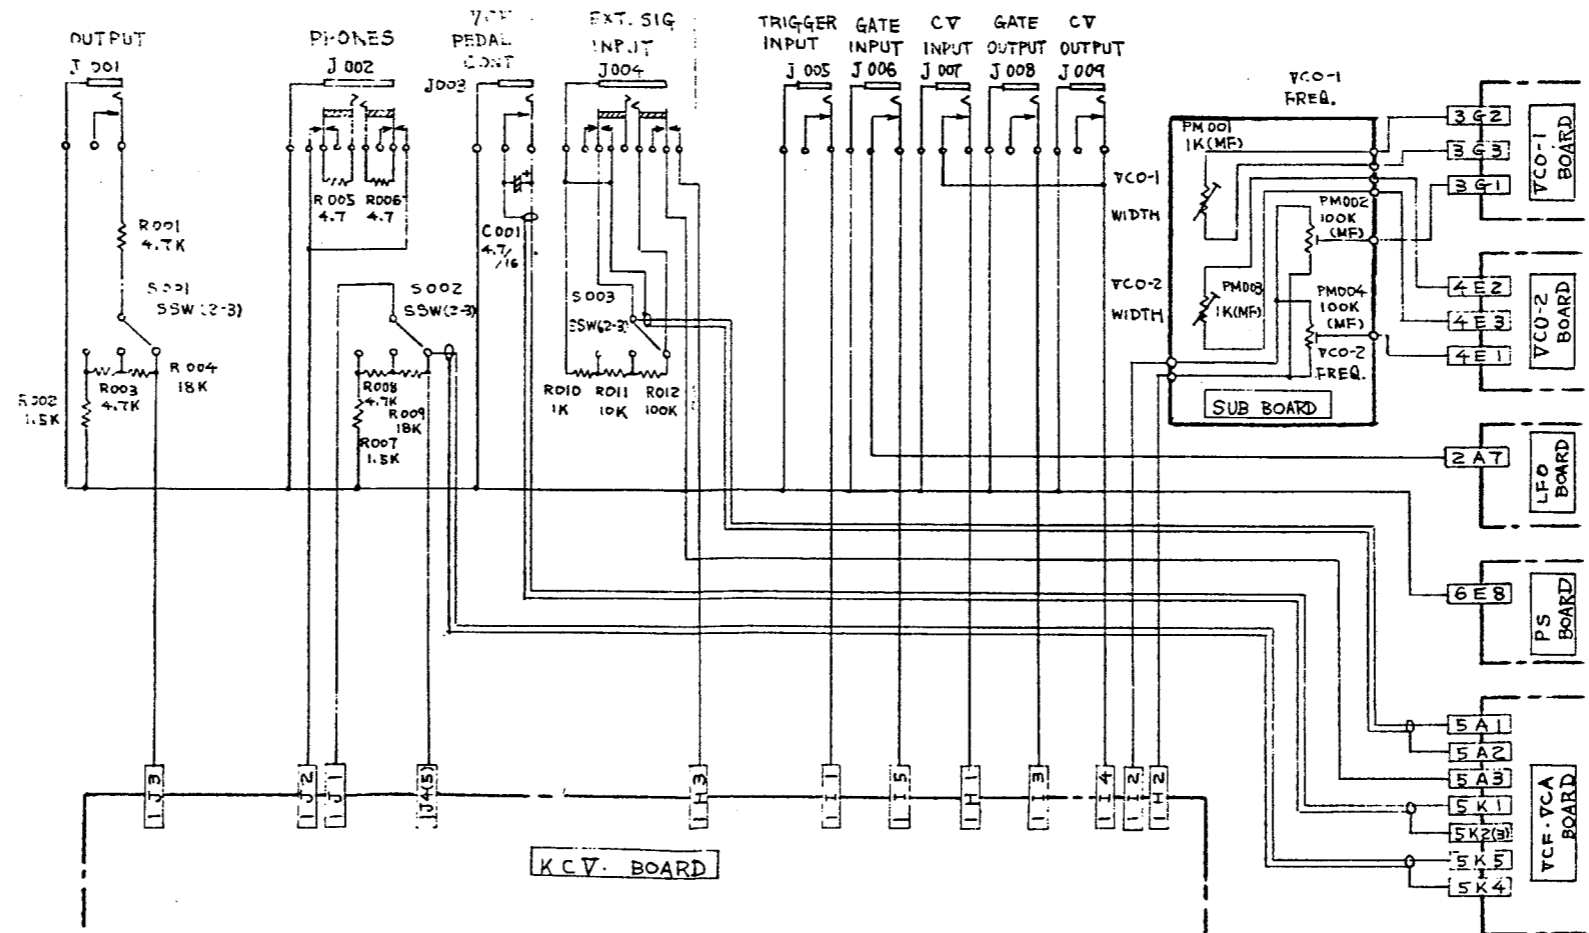 OUTPUT
J 001
PHONES
J 002
VCF
PEDAL
CONT
J003
EXT. SIG
INPUT
J004
TRIGGER
INPUT
J 005
GATE
INPUT
J 006
CV
INPUT
J 007
GATE
OUTPUT
J 008
CV
OUTPUT
J 009
VCO-1
FREQ.
PM001
1K(MF)
VCO-1
WIDTH
PM002
100K
(MF)
VCO-2
WIDTH
PM003
1K(MF)
PM004
100K
(MF)
VCO-2
FREQ.
SUB BOARD
3G2
3G3
3G1
VCO-1
BOARD
4E2
4E3
4E1
VCO-2
BOARD
2A7
LFO
BOARD
6E8
PS
BOARD
5A1
5A2
5A3
5K1
5K2(3)
5K5
5K4
VCF·VCA
BOARD
R001
4.7K
S001
SSW(2-3)
R002
1.5K
R003
4.7K
R004
18K
R005
4.7
R006
4.7
S002
SSW(2-3)
R008
4.7K
R009
18K
R007
1.5K
C001
4.7/16
S003
SSW(2-3)
R010
1K
R011
10K
R012
100K
1J3
1J2
1J1
1J4(5)
1H3
1I1
1I5
1H1
1I3
1I4
1I2
1H2
KCV. BOARD